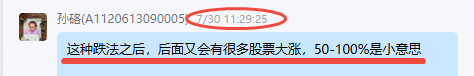 孙硌(A1120613090005) 7/30 11:29:25
这种跌法之后，后面又会有很多股票大涨，50-100%是小意思